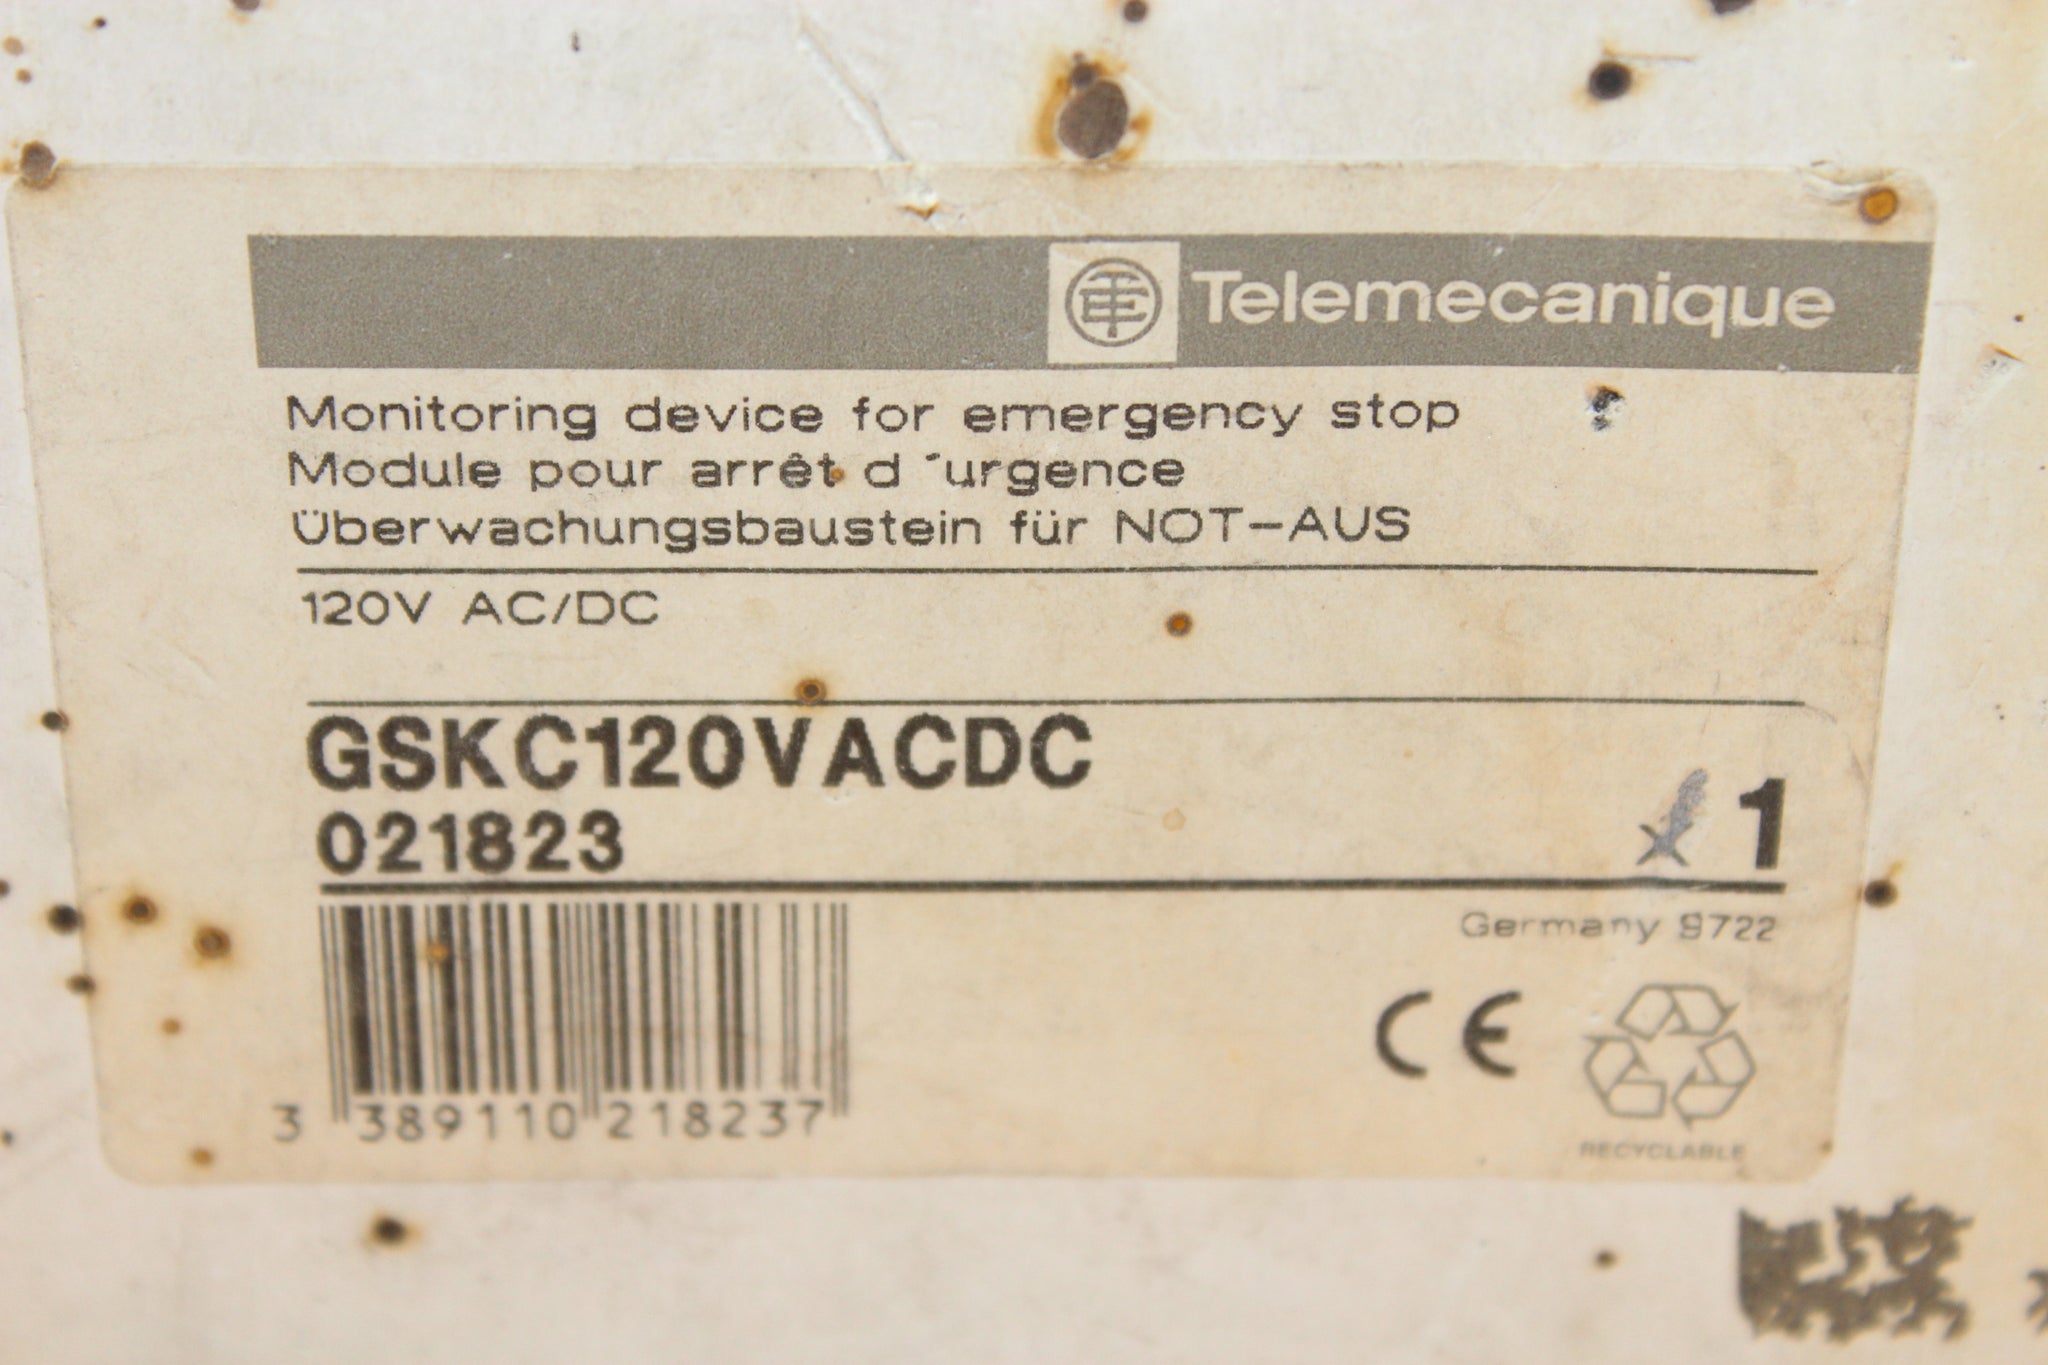 Telemecanique
Monitoring device for emergency stop
Module pour arrêt d ´urgence
Überwachungsbaustein für NOT-AUS
120V AC/DC
GSKC120VACDC
021823
1
Germany 9722
CE
3 389110 218237
RECYCLABLE